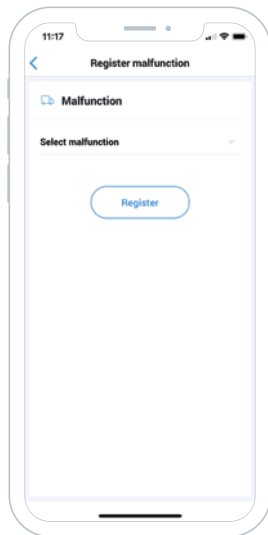 11:17
Register malfunction
Malfunction
Select malfunction
Register